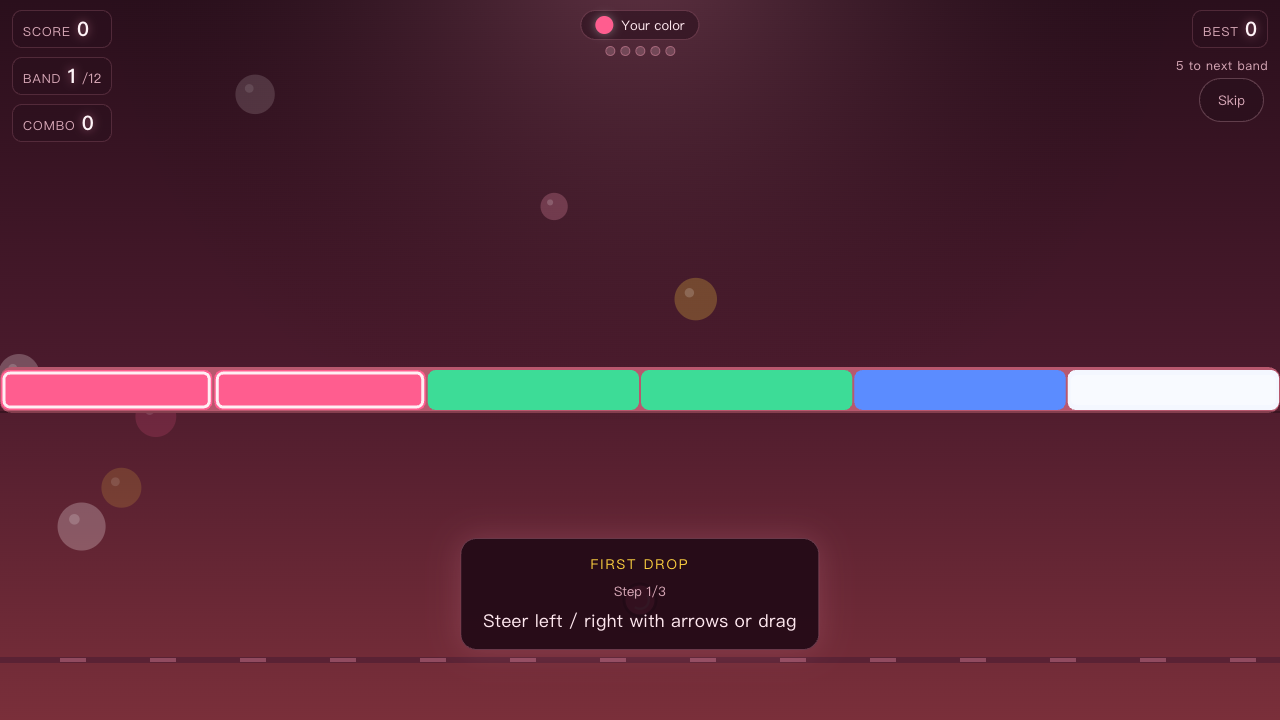 SCORE 0
BAND 1 /12
COMBO 0
Your color
BEST 0
5 to next band
Skip
FIRST DROP
Step 1/3
Steer left / right with arrows or drag